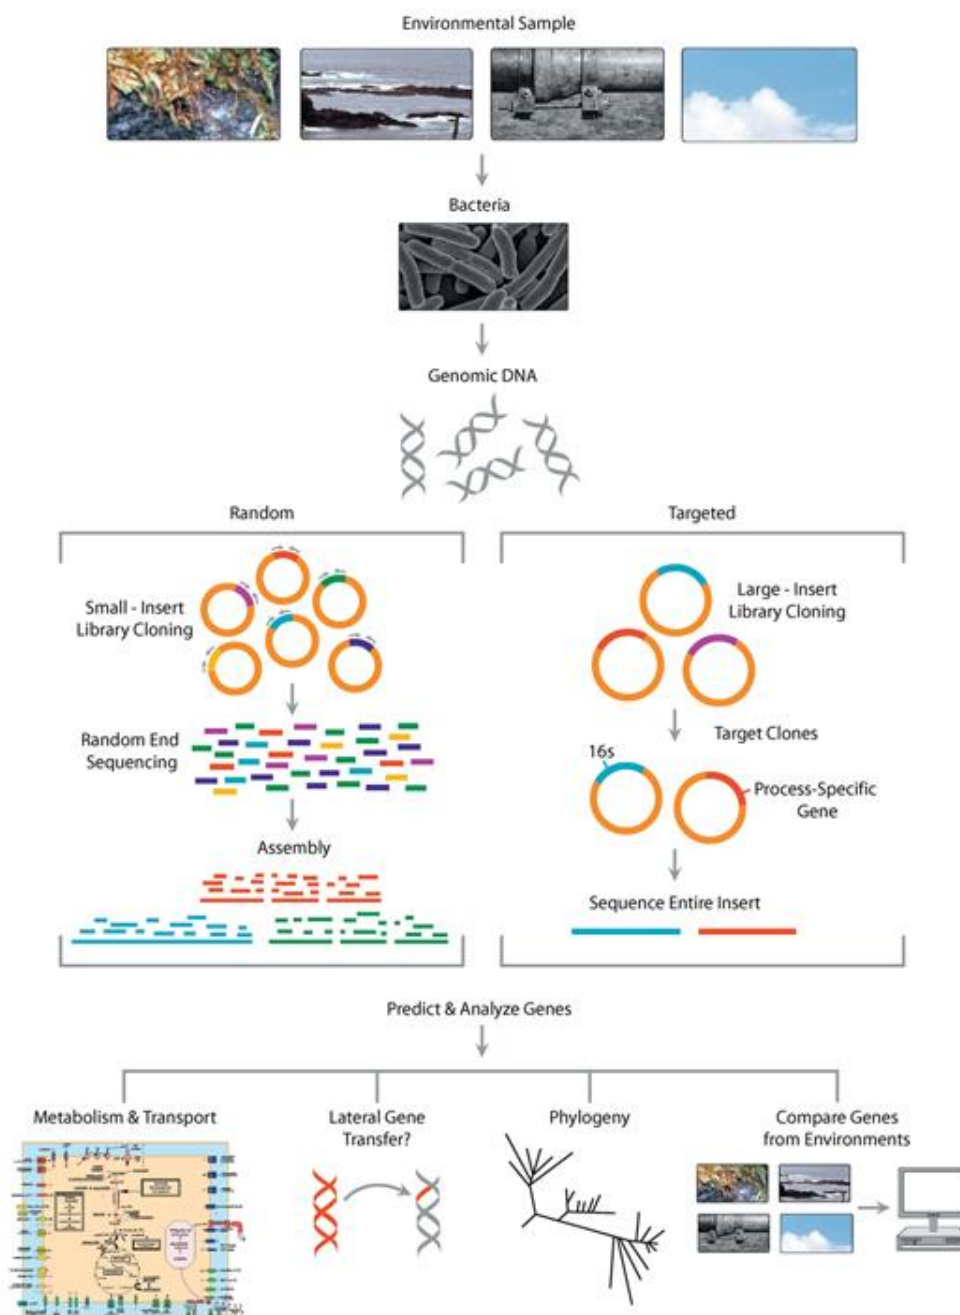 Environmental Sample
Bacteria
Genomic DNA
Random
Small - Insert
Library Cloning
Random End
Sequencing
Assembly
Targeted
Large - Insert
Library Cloning
Target Clones
16s
Process-Specific
Gene
Sequence Entire Insert
Predict & Analyze Genes
Metabolism & Transport
Lateral Gene
Transfer?
Phylogeny
Compare Genes
from Environments